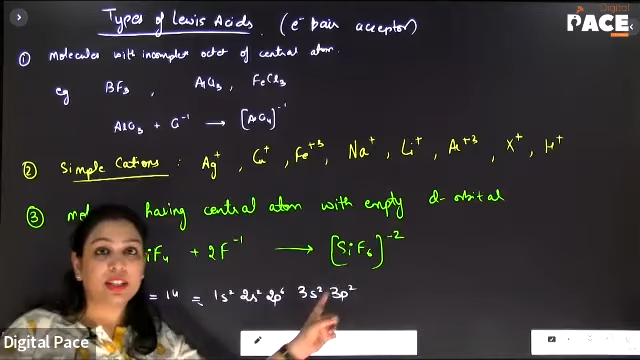 Types of Lewis Acids (e⁻ pair acceptor)
Digital
PACE
① Molecules with incomplete octet of central atom.
eg BF₃ , AlCl₃ , FeCl₃
AlCl₃ + Cl⁻¹ → [AlCl₄]⁻¹
② Simple Cations : Ag⁺ , Cu⁺ , Fe⁺³ , Na⁺ , Li⁺ , Al⁺³ , X⁺ , H⁺
③ having central atom with empty d-orbital
iF₄ + 2F⁻¹ → [SiF₆]⁻²
= 14 = 1s² 2s² 2p⁶ 3s² 3p²
Digital Pace